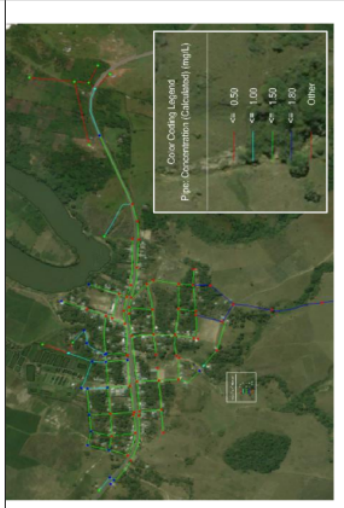 Color Coding Legend
Pipe: Concentration (Calculated) (mg/L)
<= 0.50
<= 1.00
<= 1.50
<= 1.80
Other